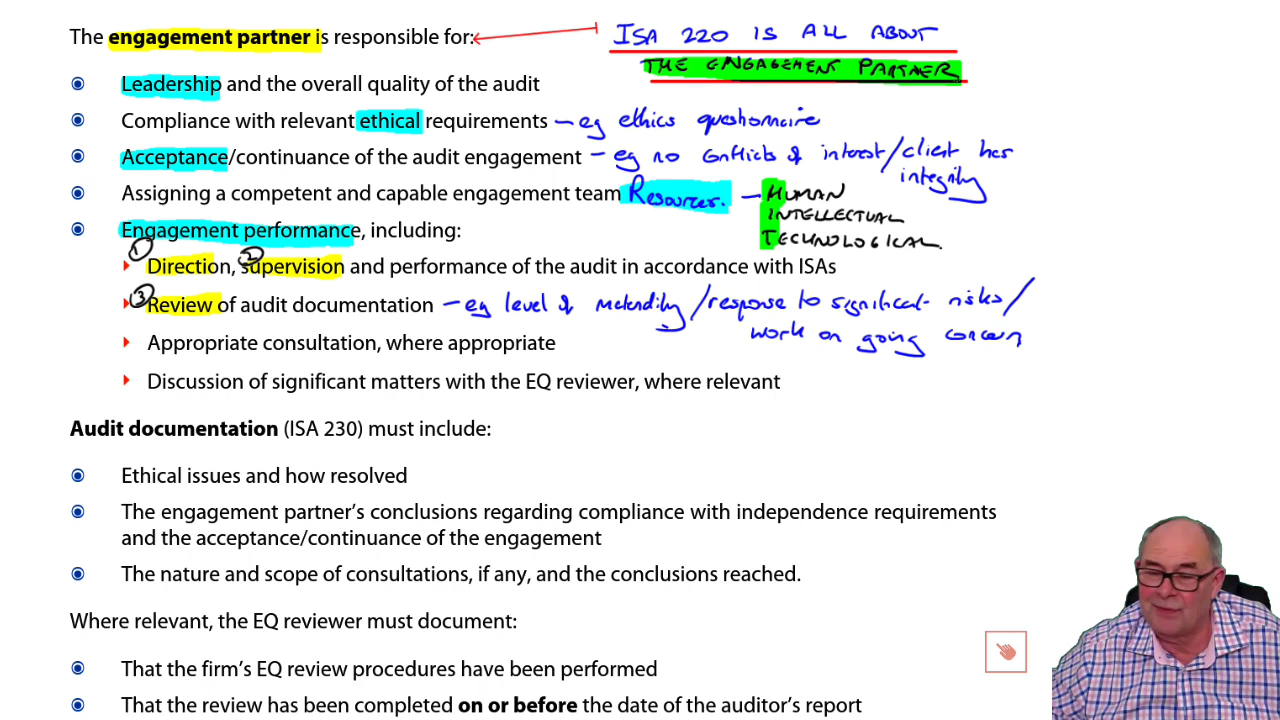 The engagement partner is responsible for: ISA 220 IS ALL ABOUT
THE ENGAGEMENT PARTNER
Leadership and the overall quality of the audit
Compliance with relevant ethical requirements – eg ethics questionnaire
Acceptance/continuance of the audit engagement – eg no conflicts of interest/client has integrity
Assigning a competent and capable engagement team Resources. – HUMAN
INTELLECTUAL
TECHNOLOGICAL.
Engagement performance, including:
① ②
Direction, supervision and performance of the audit in accordance with ISAs
③ Review of audit documentation – eg level of materiality/response to significant risks/
work on going concern
Appropriate consultation, where appropriate
Discussion of significant matters with the EQ reviewer, where relevant
Audit documentation (ISA 230) must include:
Ethical issues and how resolved
The engagement partner’s conclusions regarding compliance with independence requirements
and the acceptance/continuance of the engagement
The nature and scope of consultations, if any, and the conclusions reached.
Where relevant, the EQ reviewer must document:
That the firm’s EQ review procedures have been performed
That the review has been completed on or before the date of the auditor’s report